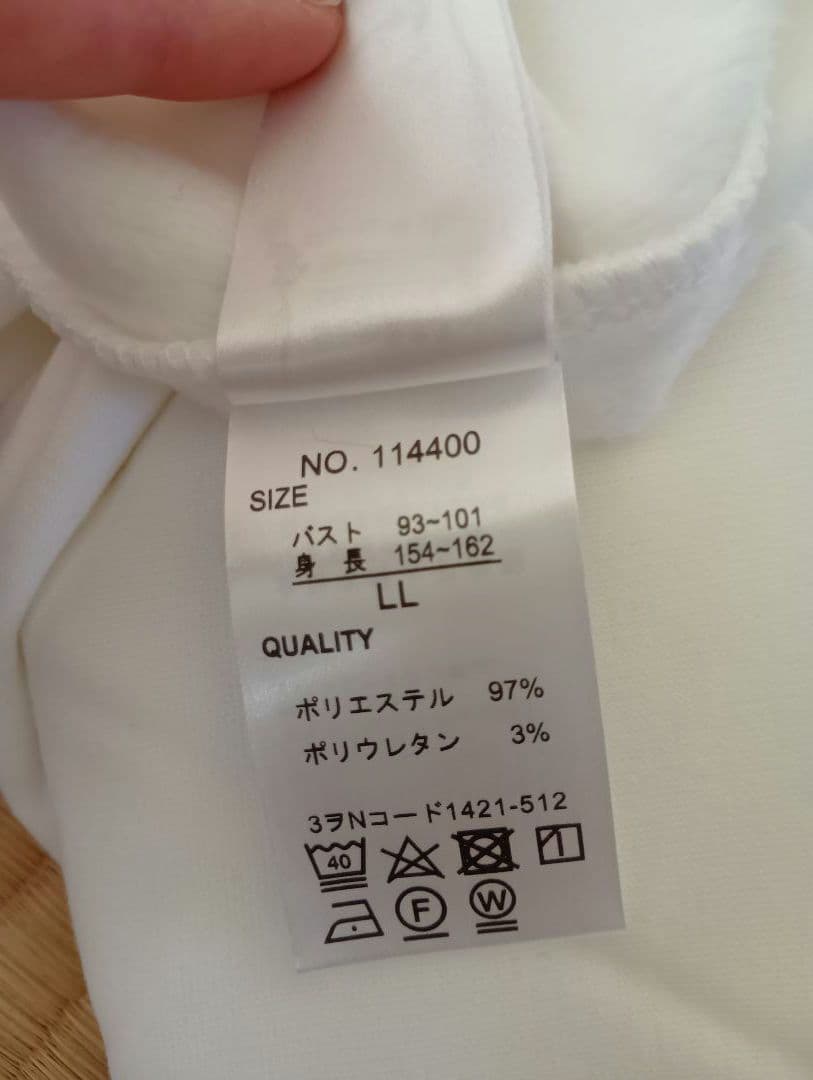 NO. 114400
SIZE
バスト 93~101
身長 154~162
LL
QUALITY
ポリエステル 97%
ポリウレタン 3%
3ヲNコード1421-512
40
F W